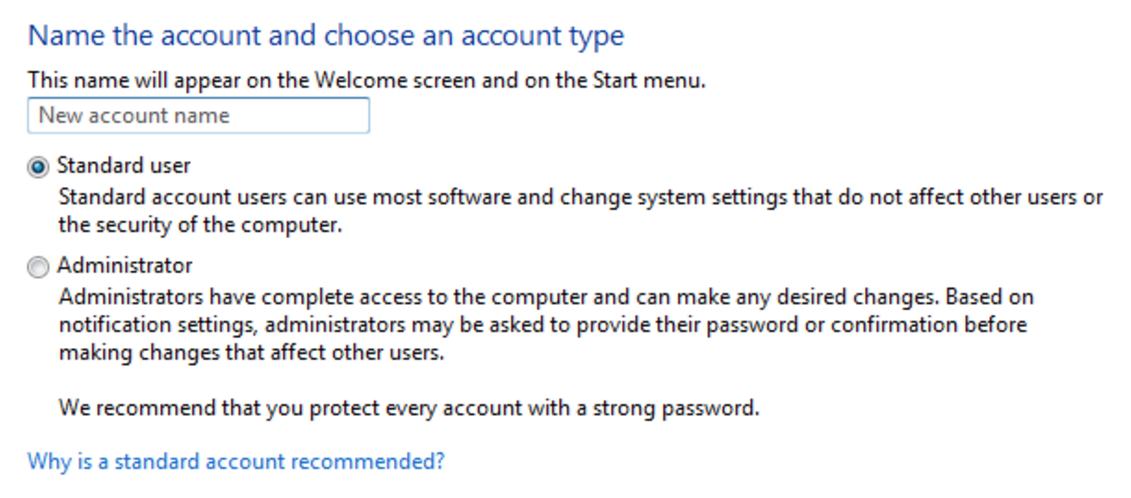 Name the account and choose an account type
This name will appear on the Welcome screen and on the Start menu.
New account name
Standard user
Standard account users can use most software and change system settings that do not affect other users or
the security of the computer.
Administrator
Administrators have complete access to the computer and can make any desired changes. Based on
notification settings, administrators may be asked to provide their password or confirmation before
making changes that affect other users.
We recommend that you protect every account with a strong password.
Why is a standard account recommended?